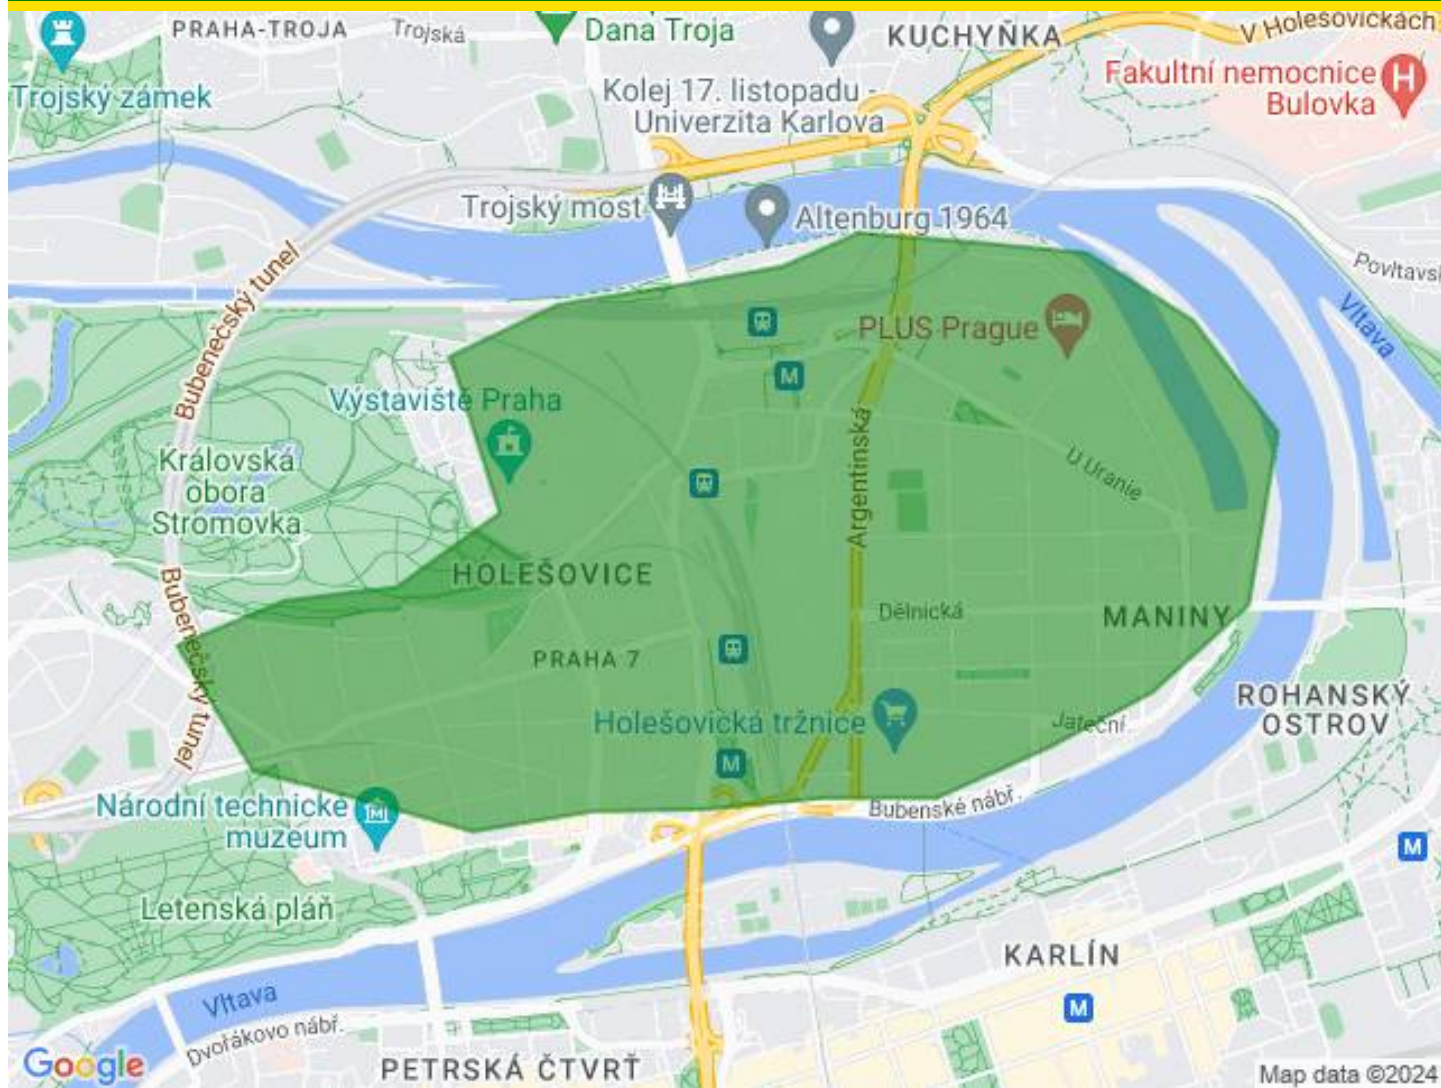 PRAHA-TROJA
Trojská
Dana Troja
KUCHYŇKA
V Holešovičkách
Trojský zámek
Kolej 17. listopadu -
Univerzita Karlova
Fakultní nemocnice
Bulovka
Trojský most
Altenburg 1964
Povltavs
Vltava
Bubenečský tunel
PLUS Prague
Výstaviště Praha
Královská
obora
Stromovka
Argentinská
U Uranie
HOLEŠOVICE
Bubenečský tunel
Dělnická
MANINY
PRAHA 7
ROHANSKÝ
OSTROV
Holešovická tržnice
Jateční
Národní technické
muzeum
Bubenské nábř.
Letenská pláň
KARLÍN
Vltava
Dvořákovo nábř.
PETRSKÁ ČTVRŤ
Google
Map data ©2024